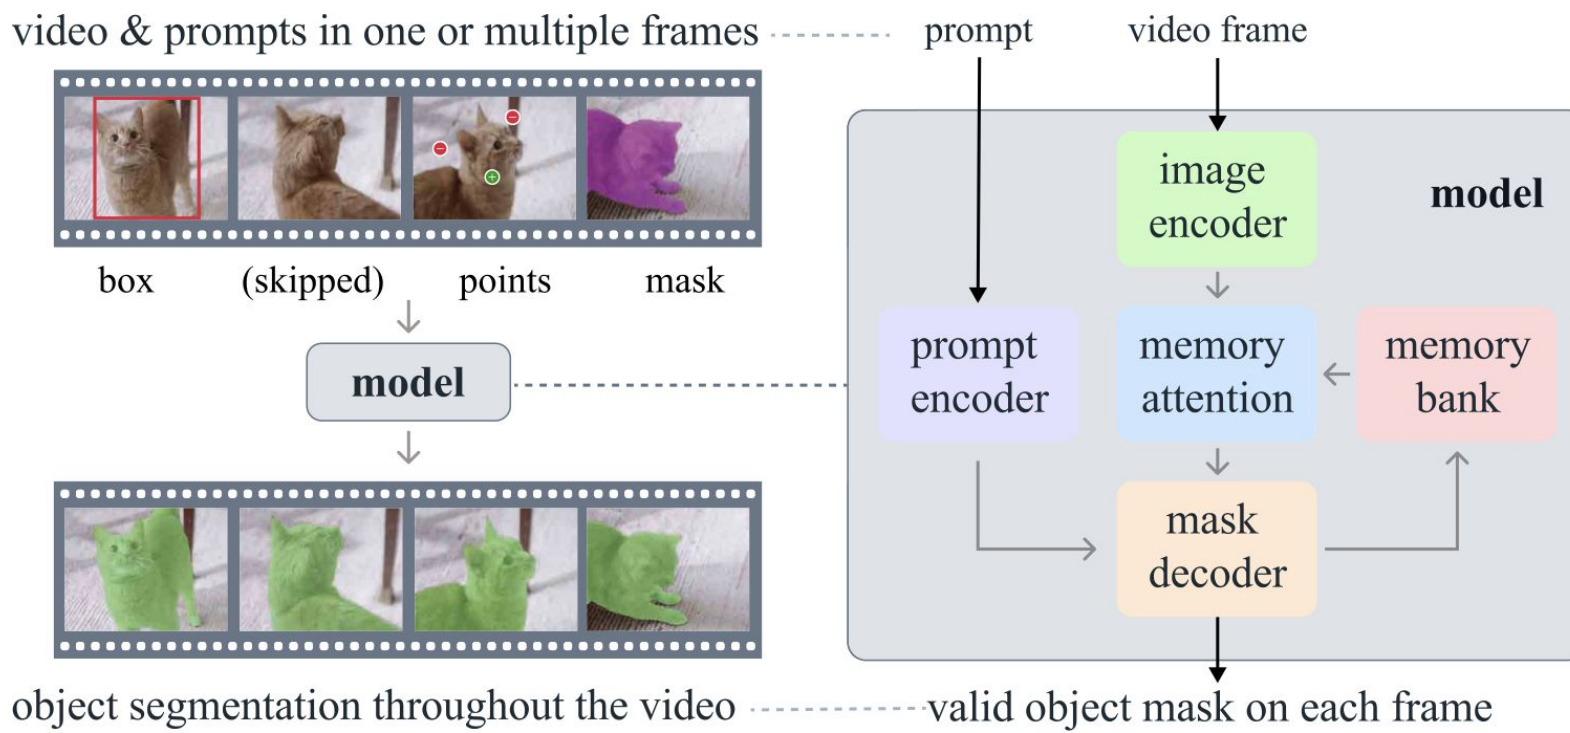 video & prompts in one or multiple frames
prompt
video frame
box
(skipped)
points
mask
model
object segmentation throughout the video
image
encoder
model
prompt
encoder
memory
attention
memory
bank
mask
decoder
valid object mask on each frame